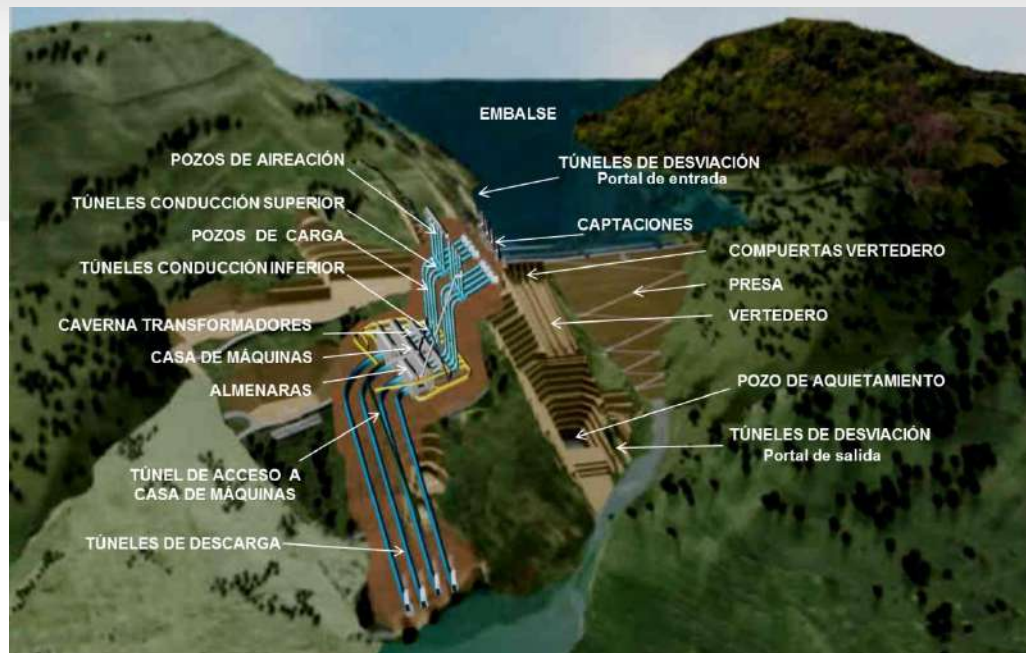 EMBALSE
POZOS DE AIREACIÓN
TÚNELES DE DESVIACIÓN
Portal de entrada
TÚNELES CONDUCCIÓN SUPERIOR
CAPTACIONES
POZOS DE CARGA
COMPUERTAS VERTEDERO
TÚNELES CONDUCCIÓN INFERIOR
PRESA
VERTEDERO
CAVERNA TRANSFORMADORES
CASA DE MÁQUINAS
ALMENARAS
POZO DE AQUIETAMIENTO
TÚNELES DE DESVIACIÓN
Portal de salida
TÚNEL DE ACCESO A
CASA DE MÁQUINAS
TÚNELES DE DESCARGA